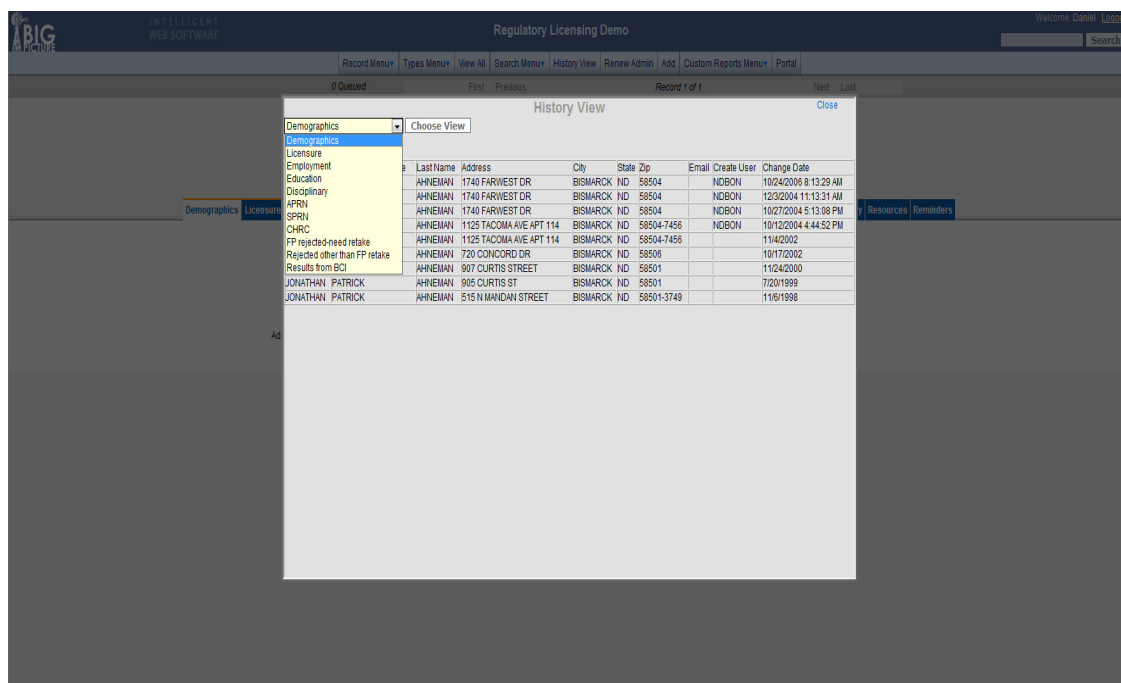 BIG
PICTURE
INTELLIGENT
WEB SOFTWARE
Regulatory Licensing Demo
Welcome, Daniel Logout
Search
Record Menu Types Menu View All Search Menu History View Renew Admin Add Custom Reports Menu Portal
0 Queued First Previous Record 1 of 1 Next Last
History View Close
Demographics Choose View
Demographics
Licensure
Employment
Education
Disciplinary
APRN
SPRN
CHRC
FP rejected-need retake
Rejected other than FP retake
Results from BCI
e Last Name Address City State Zip Email Create User Change Date
AHNEMAN 1740 FARWEST DR BISMARCK ND 58504 NDBON 10/24/2006 8:13:29 AM
AHNEMAN 1740 FARWEST DR BISMARCK ND 58504 NDBON 12/3/2004 11:13:31 AM
AHNEMAN 1740 FARWEST DR BISMARCK ND 58504 NDBON 10/27/2004 5:13:08 PM
AHNEMAN 1125 TACOMA AVE APT 114 BISMARCK ND 58504-7456 NDBON 10/12/2004 4:44:52 PM
AHNEMAN 1125 TACOMA AVE APT 114 BISMARCK ND 58504-7456 11/4/2002
AHNEMAN 720 CONCORD DR BISMARCK ND 58506 10/17/2002
AHNEMAN 907 CURTIS STREET BISMARCK ND 58501 11/24/2000
JONATHAN PATRICK AHNEMAN 905 CURTIS ST BISMARCK ND 58501 7/20/1999
JONATHAN PATRICK AHNEMAN 515 N MANDAN STREET BISMARCK ND 58501-3749 11/6/1998
Demographics Licensure y Resources Reminders
Ad